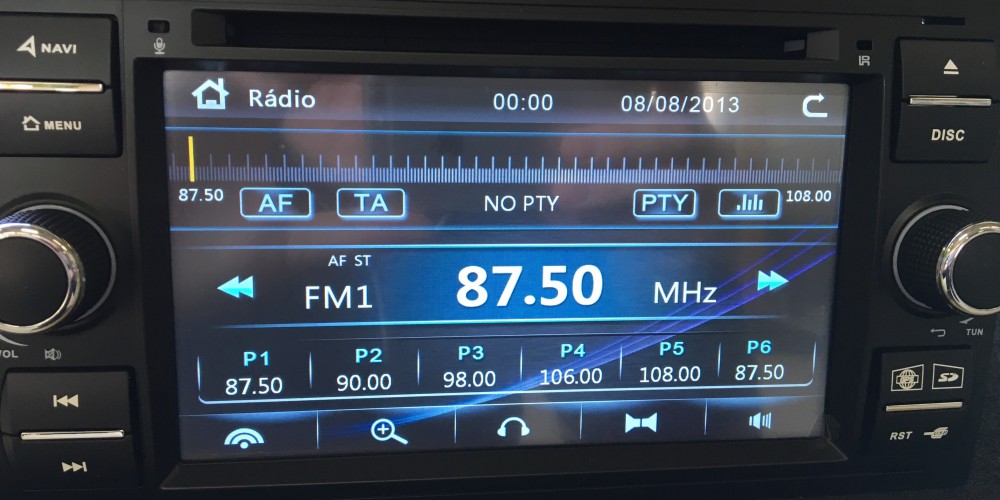 NAVI
MENU
IR
DISC
Rádio 00:00 08/08/2013
87.50 AF TA NO PTY PTY 108.00
AF ST
FM1 87.50 MHz
P1 P2 P3 P4 P5 P6
87.50 90.00 98.00 106.00 108.00 87.50
VOL
TUN
GPS
SD
RST